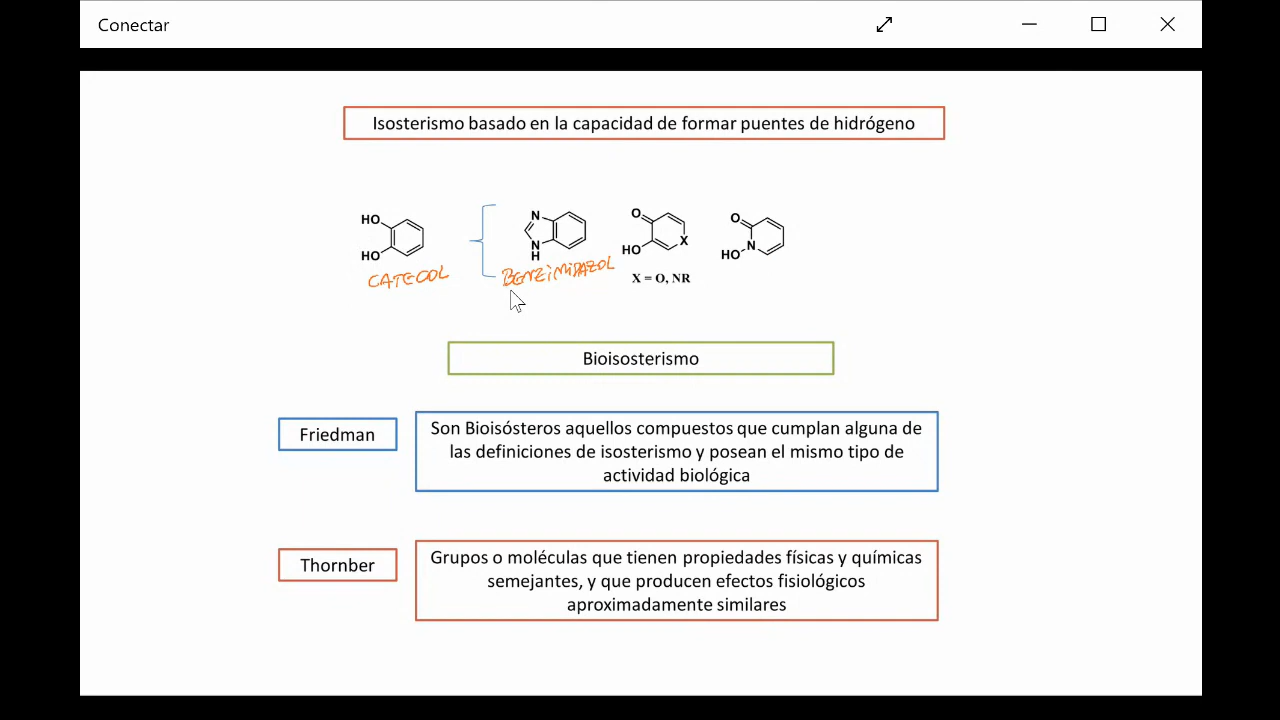 Conectar
Isosterismo basado en la capacidad de formar puentes de hidrógeno
HO
HO
CATECOL
N
N
H
BENZIMIDAZOL
O
HO
X
X = O, NR
O
HO
N
Bioisosterismo
Friedman
Son Bioisósteros aquellos compuestos que cumplan alguna de
las definiciones de isosterismo y posean el mismo tipo de
actividad biológica
Thornber
Grupos o moléculas que tienen propiedades físicas y químicas
semejantes, y que producen efectos fisiológicos
aproximadamente similares